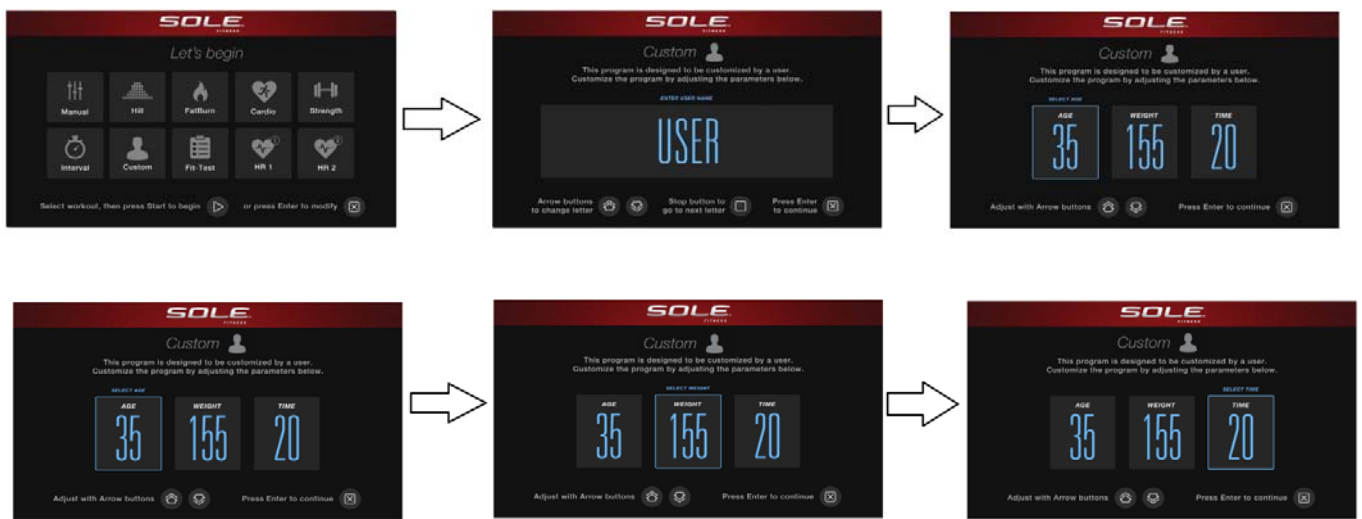 SOLE
FITNESS
Let's begin
Manual
Hill
FatBurn
Cardio
Strength
Interval
Custom
Fit-Test
HR 1
1
HR 2
2
Select workout, then press Start to begin
or press Enter to modify
SOLE
FITNESS
Custom
This program is designed to be customized by a user.
Customize the program by adjusting the parameters below.
ENTER USER NAME
USER
Arrow buttons
to change letter
Stop button to
go to next letter
Press Enter
to continue
SOLE
FITNESS
Custom
This program is designed to be customized by a user.
Customize the program by adjusting the parameters below.
SELECT AGE
AGE
WEIGHT
TIME
35
155
20
Adjust with Arrow buttons
Press Enter to continue
SOLE
FITNESS
Custom
This program is designed to be customized by a user.
Customize the program by adjusting the parameters below.
SELECT AGE
AGE
WEIGHT
TIME
35
155
20
Adjust with Arrow buttons
Press Enter to continue
SOLE
FITNESS
Custom
This program is designed to be customized by a user.
Customize the program by adjusting the parameters below.
SELECT WEIGHT
AGE
WEIGHT
TIME
35
155
20
Adjust with Arrow buttons
Press Enter to continue
SOLE
FITNESS
Custom
This program is designed to be customized by a user.
Customize the program by adjusting the parameters below.
SELECT TIME
AGE
WEIGHT
TIME
35
155
20
Adjust with Arrow buttons
Press Enter to continue